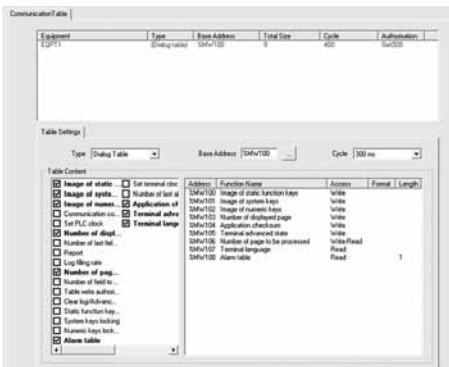 CommunicationTable
Equipment Type Base Address Total Size Cycle Authorisation
EQPT1 (Dialog table) %MW100 9 400
Table Settings
Type Dialog Table Base Address %MW100 ... Cycle 300 ms
Table Content
Image of static ... Set terminal cloc
Image of syste... Number of last al
Image of numer... Application ch
Communication co... Terminal adva
Set PLC clock Terminal langu
Number of displ...
Number of last fiel...
Report
Log filling rate
Number of pag...
Number of field to ...
Table write authori...
Clear log/Advanc...
Static function key...
System keys locking
Numeric keys lock...
Alarm table
Address Function Name Access Format Length
%MW100 Image of static function keys Write
%MW101 Image of system keys Write
%MW102 Image of numeric keys Write
%MW103 Number of displayed page Write
%MW104 Application checksum Write
%MW105 Terminal advanced state Write
%MW106 Number of page to be processed Write-Read
%MW107 Terminal language Read
%MW108 Alarm table Read 1